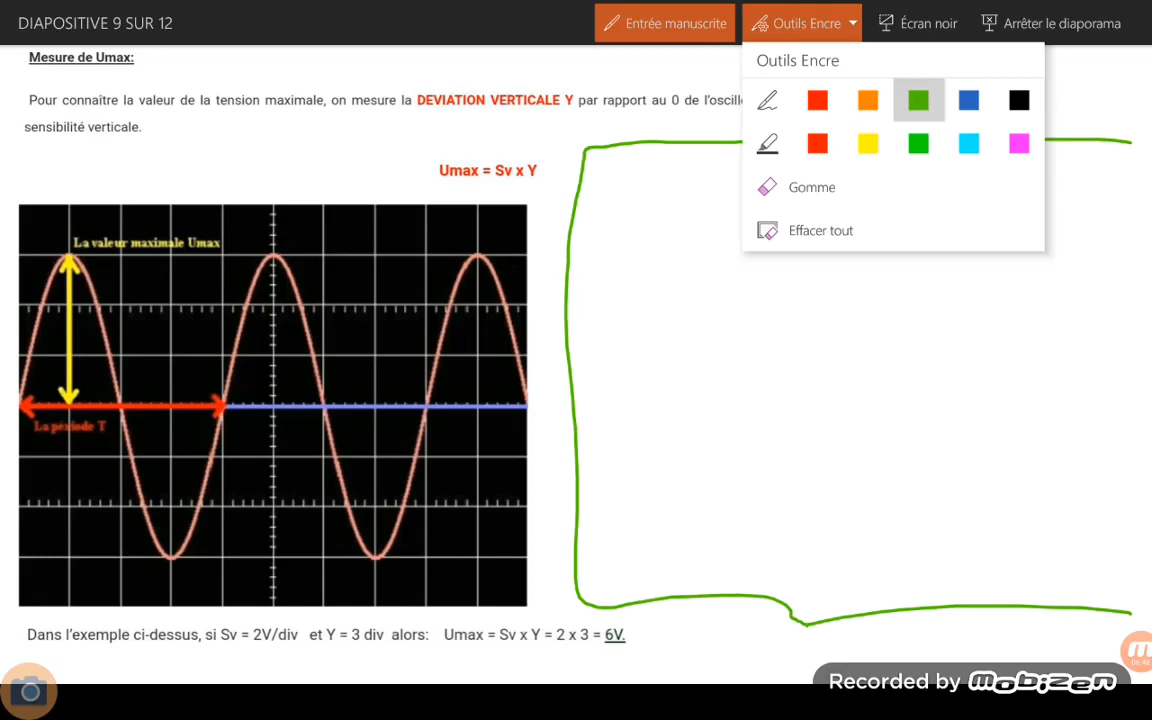 DIAPOSITIVE 9 SUR 12
Entrée manuscrite
Outils Encre
Écran noir
Arrêter le diaporama
Outils Encre
Gomme
Effacer tout
Mesure de Umax:
Pour connaître la valeur de la tension maximale, on mesure la DEVIATION VERTICALE Y par rapport au 0 de l'oscill
sensibilité verticale.
Umax = Sv x Y
La valeur maximale Umax
La période T
Dans l'exemple ci-dessus, si Sv = 2V/div et Y = 3 div alors: Umax = Sv x Y = 2 x 3 = 6V.
06:46
Recorded by mobizen